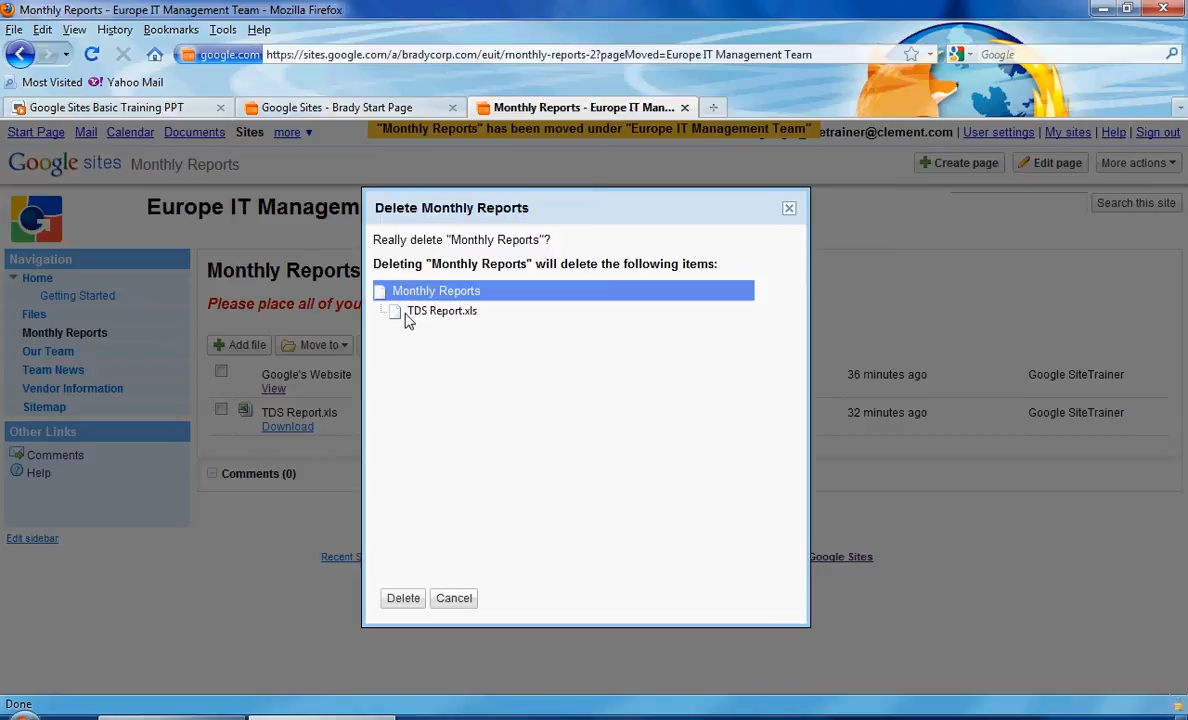 Monthly Reports - Europe IT Management Team - Mozilla Firefox
File Edit View History Bookmarks Tools Help
google.com https://sites.google.com/a/bradycorp.com/euit/monthly-reports-2?pageMoved=Europe IT Management Team
Google
Most Visited Yahoo Mail
Google Sites Basic Training PPT
Google Sites - Brady Start Page
Monthly Reports - Europe IT Man...
Start Page Mail Calendar Documents Sites more ▾
"Monthly Reports" has been moved under "Europe IT Management Team"
etrainer@clement.com | User settings | My sites | Help | Sign out
Google sites Monthly Reports
Create page Edit page More actions ▾
Europe IT Managem
Search this site
Delete Monthly Reports
Really delete "Monthly Reports"?
Deleting "Monthly Reports" will delete the following items:
Monthly Reports
TDS Report.xls
Delete Cancel
Navigation
Home
Getting Started
Files
Monthly Reports
Our Team
Team News
Vendor Information
Sitemap
Other Links
Comments
Help
Edit sidebar
Monthly Reports
Please place all of you
Add file Move to ▾
Google's Website 36 minutes ago Google SiteTrainer
View
TDS Report.xls 32 minutes ago Google SiteTrainer
Download
Comments (0)
Recent S
Google Sites
Done